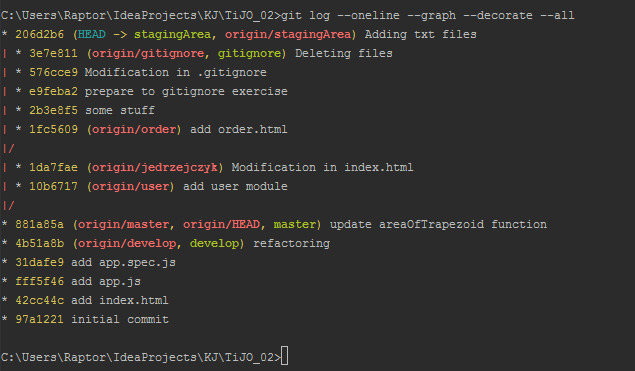 C:\Users\Raptor\IdeaProjects\KJ\TiJO_02>git log --oneline --graph --decorate --all
* 206d2b6 (HEAD -> stagingArea, origin/stagingArea) Adding txt files
| * 3e7e811 (origin/gitignore, gitignore) Deleting files
| * 576cce9 Modification in .gitignore
| * e9feba2 prepare to gitignore exercise
| * 2b3e8f5 some stuff
| * 1fc5609 (origin/order) add order.html
|/
| * 1da7fae (origin/jedrzejczyk) Modification in index.html
| * 10b6717 (origin/user) add user module
|/
* 881a85a (origin/master, origin/HEAD, master) update areaOfTrapezoid function
* 4b51a8b (origin/develop, develop) refactoring
* 31dafe9 add app.spec.js
* fff5f46 add app.js
* 42cc44c add index.html
* 97a1221 initial commit
C:\Users\Raptor\IdeaProjects\KJ\TiJO_02>